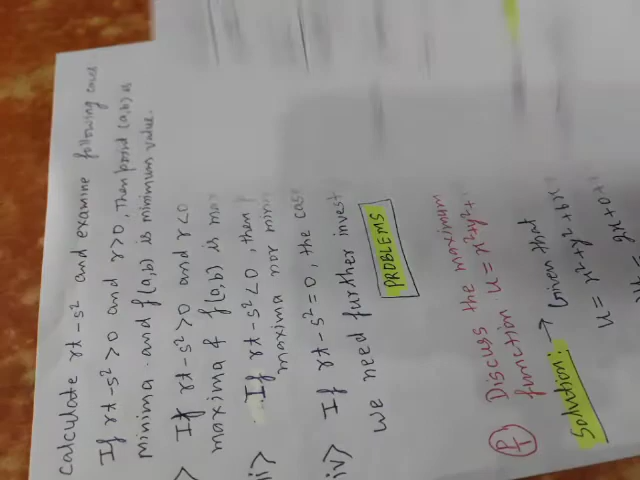 calculate rt-s² and examine following case
If rt-s²>0 and r>0, then point (a,b) is
minima and f(a,b) is minimum value.
> If rt-s²>0 and r<0
maxima & f(a,b) is
ii> If rt-s²<0, then
maxima nor
iv) If rt-s²=0, the
we need further
PROBLEMS
Discuss the maximum
function. u = x²+y²+
Solution: → Given that
u = x²+y²+6x